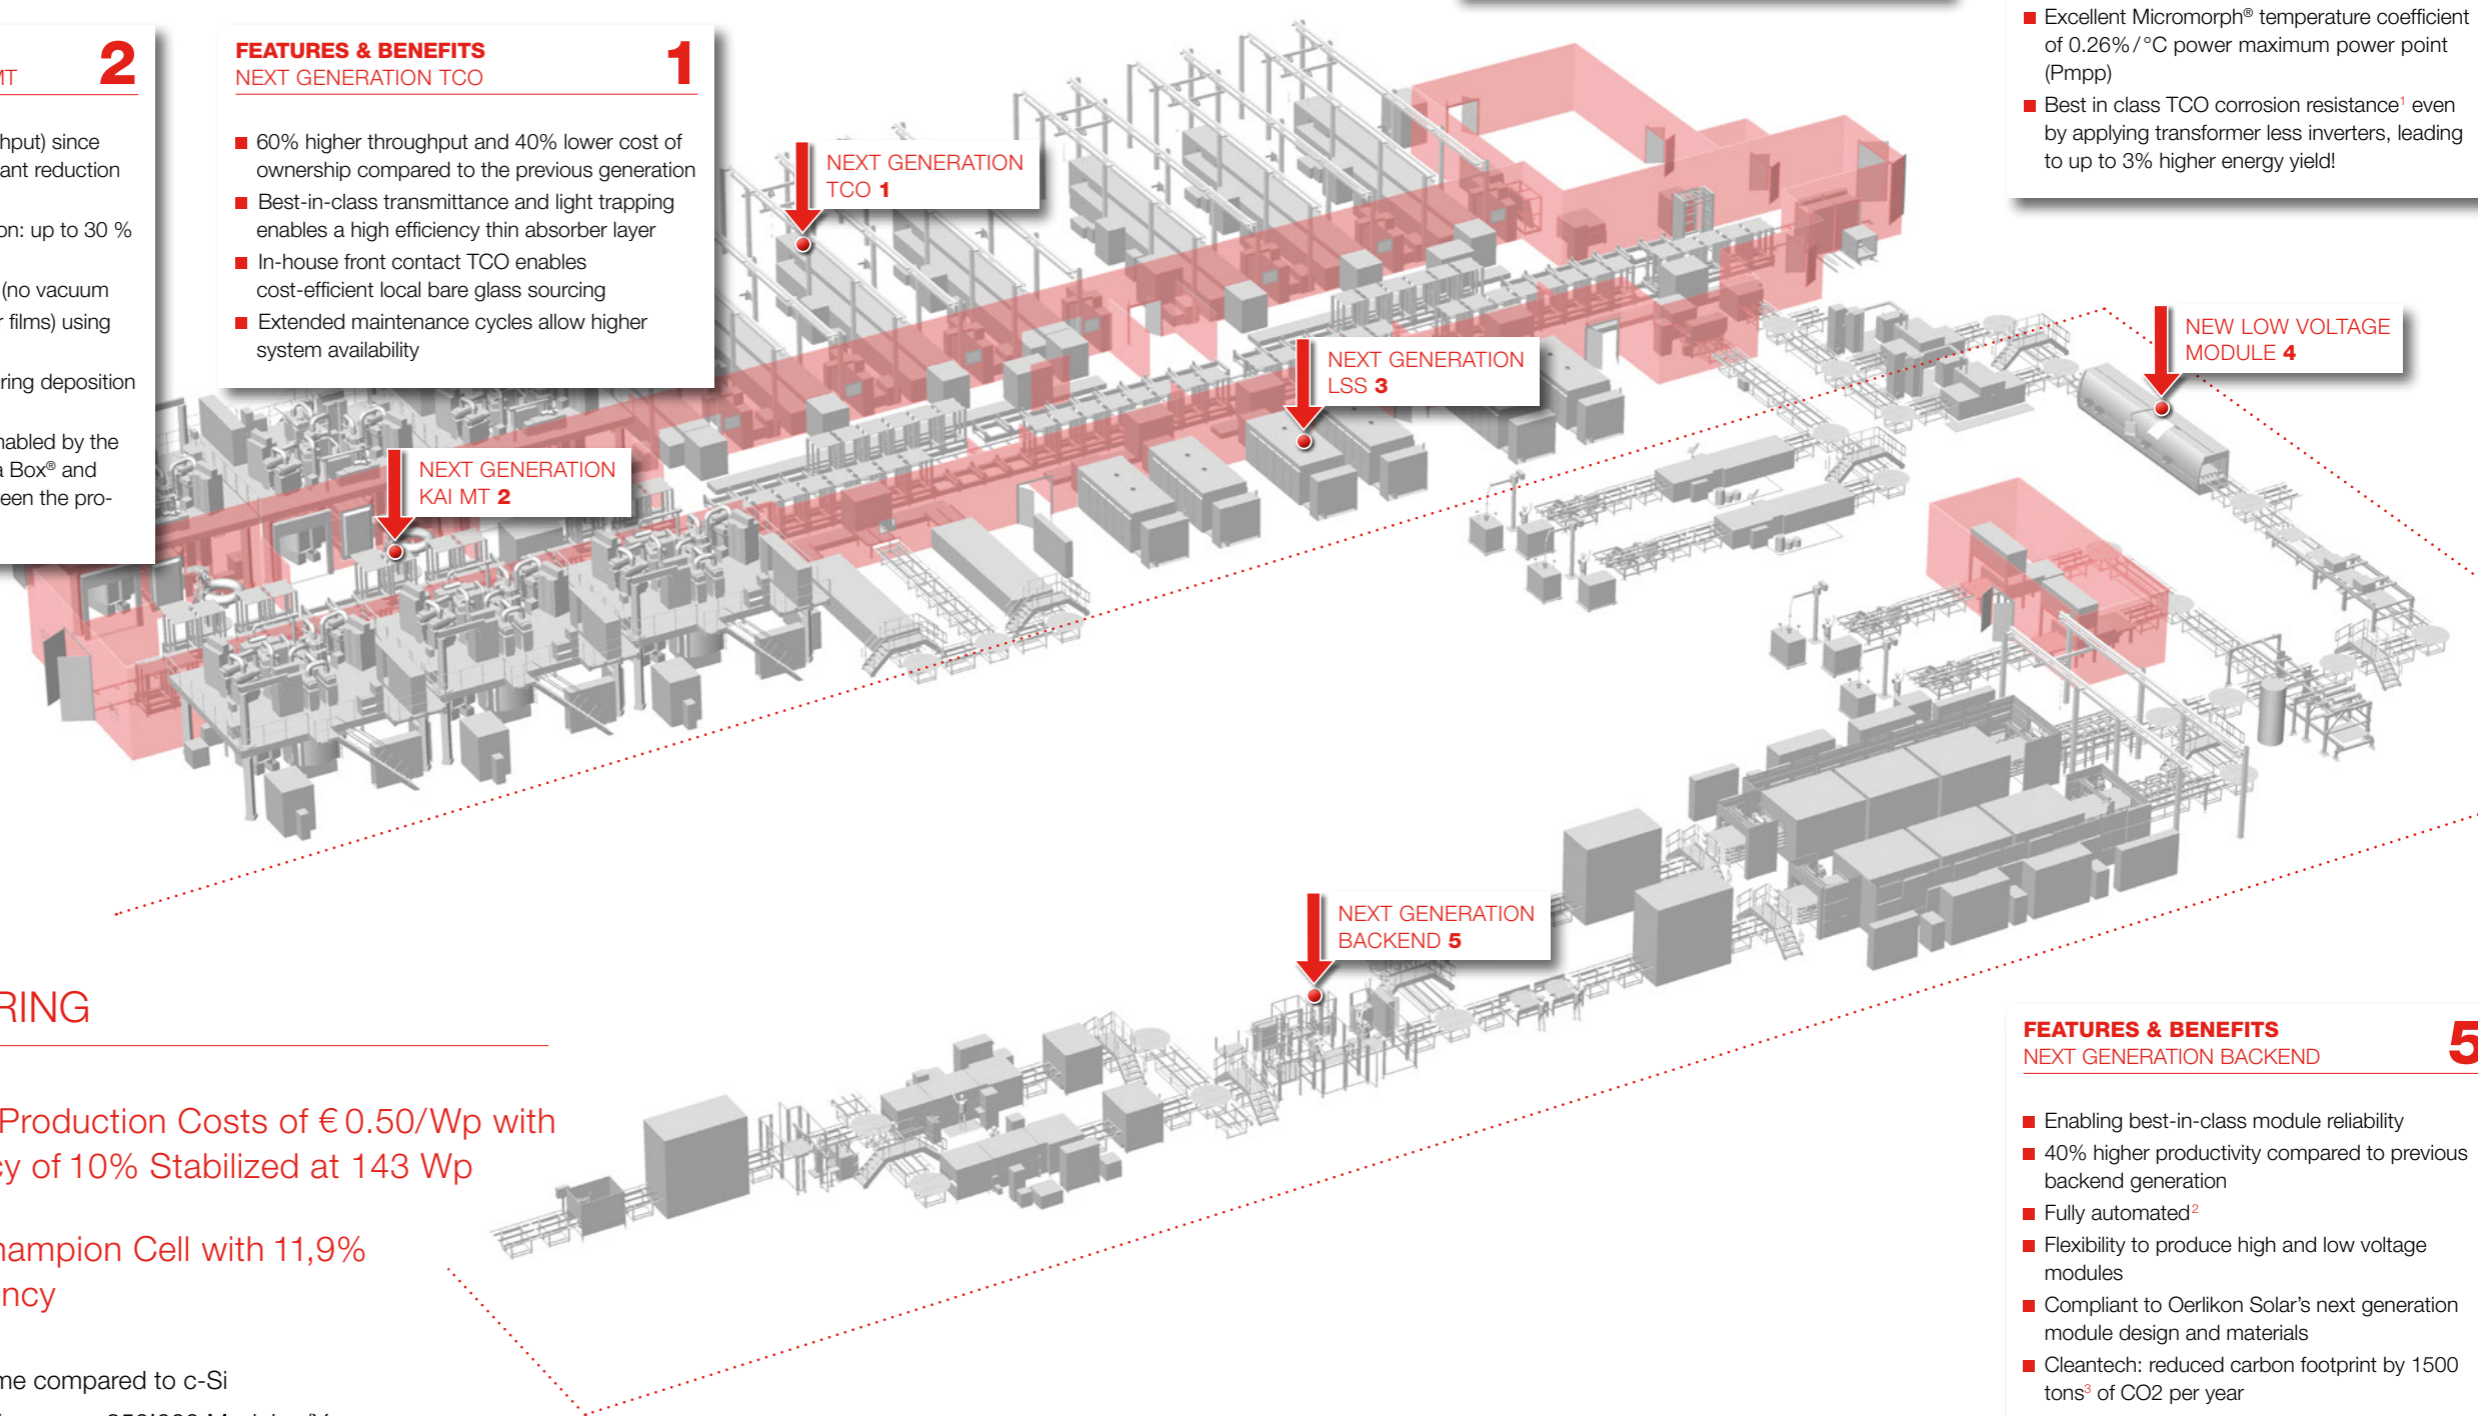 MT
2
hput) since
ant reduction
on: up to 30 %
(no vacuum
r films) using
ring deposition
nabled by the
a Box® and
een the pro-
FEATURES & BENEFITS
NEXT GENERATION TCO
1
■ 60% higher throughput and 40% lower cost of
ownership compared to the previous generation
■ Best-in-class transmittance and light trapping
enables a high efficiency thin absorber layer
■ In-house front contact TCO enables
cost-efficient local bare glass sourcing
■ Extended maintenance cycles allow higher
system availability
NEXT GENERATION
TCO 1
NEXT GENERATION
KAI MT 2
NEXT GENERATION
LSS 3
NEW LOW VOLTAGE
MODULE 4
■ Excellent Micromorph® temperature coefficient
of 0.26%/°C power maximum power point
(Pmpp)
■ Best in class TCO corrosion resistance¹ even
by applying transformer less inverters, leading
to up to 3% higher energy yield!
NEXT GENERATION
BACKEND 5
RING
Production Costs of €0.50/Wp with
cy of 10% Stabilized at 143 Wp
hampion Cell with 11,9%
ency
me compared to c-Si
FEATURES & BENEFITS
NEXT GENERATION BACKEND
5
■ Enabling best-in-class module reliability
■ 40% higher productivity compared to previous
backend generation
■ Fully automated²
■ Flexibility to produce high and low voltage
modules
■ Compliant to Oerlikon Solar's next generation
module design and materials
■ Cleantech: reduced carbon footprint by 1500
tons³ of CO2 per year